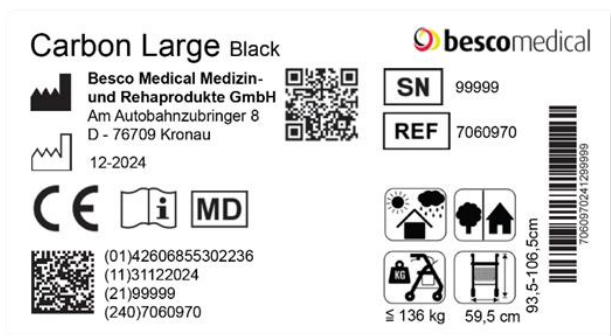 Carbon Large Black
bescomedical
Besco Medical Medizin-
und Rehaprodukte GmbH
Am Autobahnzubringer 8
D - 76709 Kronau
12-2024
SN 99999
REF 7060970
CE i MD
(01)42606855302236
(11)31122024
(21)99999
(240)7060970
KG
≤ 136 kg
59,5 cm
93,5-106,5cm
7060970241299999